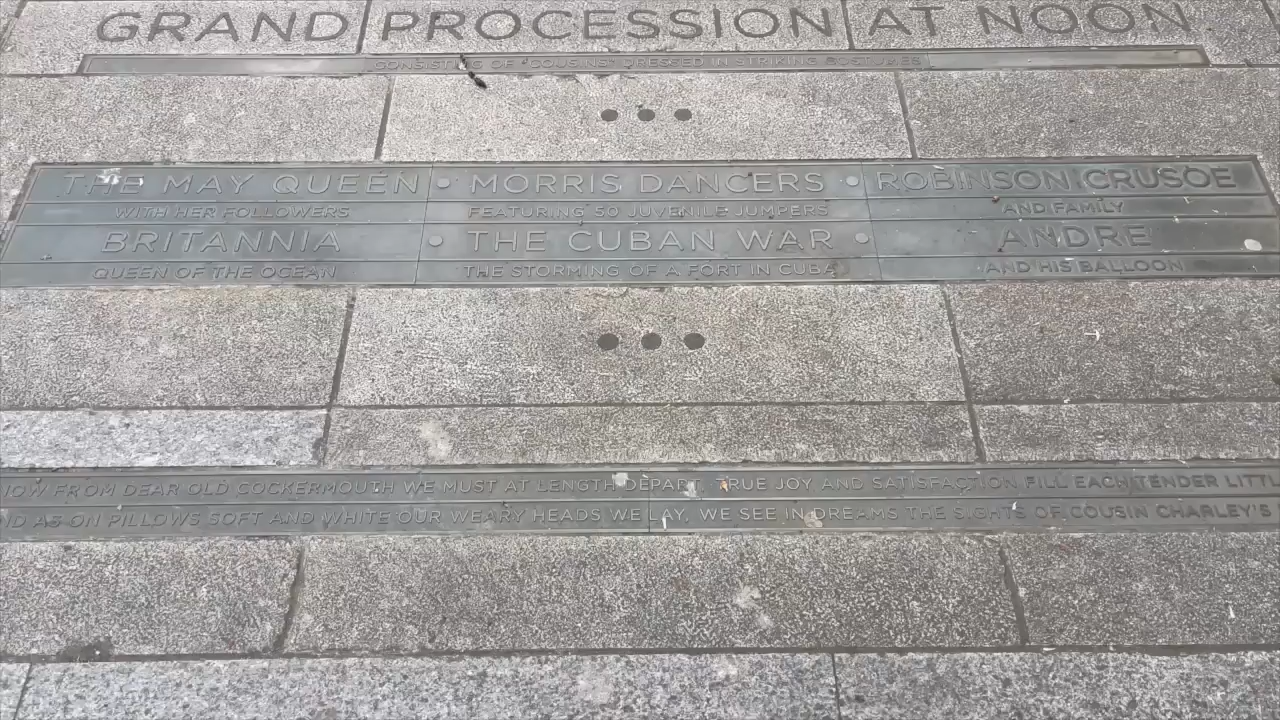 GRAND PROCESSION AT NOON
CONSISTING OF "COUSINS" DRESSED IN STRIKING COSTUMES
THE MAY QUEEN • MORRIS DANCERS • ROBINSON CRUSOE
WITH HER FOLLOWERS FEATURING 50 JUVENILE JUMPERS AND FAMILY
BRITANNIA • THE CUBAN WAR • ANDRE
QUEEN OF THE OCEAN THE STORMING OF A FORT IN CUBA AND HIS BALLOON
NOW FROM DEAR OLD COCKERMOUTH WE MUST AT LENGTH DEPART TRUE JOY AND SATISFACTION FILL EACH TENDER LITTL
ND AS ON PILLOWS SOFT AND WHITE OUR WEARY HEADS WE LAY, WE SEE IN DREAMS THE SIGHTS OF COUSIN CHARLEY'S